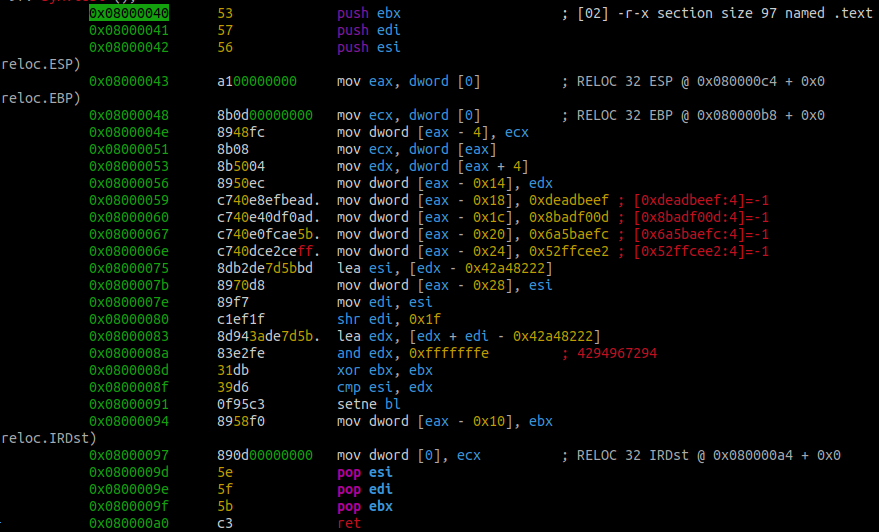 0x08000040 53 push ebx ; [02] -r-x section size 97 named .text
0x08000041 57 push edi
0x08000042 56 push esi
reloc.ESP)
0x08000043 a100000000 mov eax, dword [0] ; RELOC 32 ESP @ 0x080000c4 + 0x0
reloc.EBP)
0x08000048 8b0d00000000 mov ecx, dword [0] ; RELOC 32 EBP @ 0x080000b8 + 0x0
0x0800004e 8948fc mov dword [eax - 4], ecx
0x08000051 8b08 mov ecx, dword [eax]
0x08000053 8b5004 mov edx, dword [eax + 4]
0x08000056 8950ec mov dword [eax - 0x14], edx
0x08000059 c740e8efbead. mov dword [eax - 0x18], 0xdeadbeef ; [0xdeadbeef:4]=-1
0x08000060 c740e40df0ad. mov dword [eax - 0x1c], 0x8badf00d ; [0x8badf00d:4]=-1
0x08000067 c740e0fcae5b. mov dword [eax - 0x20], 0x6a5baefc ; [0x6a5baefc:4]=-1
0x0800006e c740dce2ceff. mov dword [eax - 0x24], 0x52ffcee2 ; [0x52ffcee2:4]=-1
0x08000075 8db2de7d5bbd lea esi, [edx - 0x42a48222]
0x0800007b 8970d8 mov dword [eax - 0x28], esi
0x0800007e 89f7 mov edi, esi
0x08000080 c1ef1f shr edi, 0x1f
0x08000083 8d943ade7d5b. lea edx, [edx + edi - 0x42a48222]
0x0800008a 83e2fe and edx, 0xfffffffe ; 4294967294
0x0800008d 31db xor ebx, ebx
0x0800008f 39d6 cmp esi, edx
0x08000091 0f95c3 setne bl
0x08000094 8958f0 mov dword [eax - 0x10], ebx
reloc.IRDst)
0x08000097 890d00000000 mov dword [0], ecx ; RELOC 32 IRDst @ 0x080000a4 + 0x0
0x0800009d 5e pop esi
0x0800009e 5f pop edi
0x0800009f 5b pop ebx
0x080000a0 c3 ret